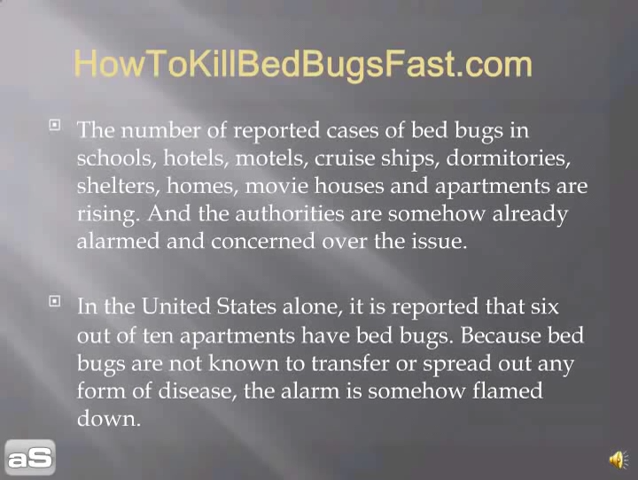 HowToKillBedBugsFast.com
The number of reported cases of bed bugs in
schools, hotels, motels, cruise ships, dormitories,
shelters, homes, movie houses and apartments are
rising. And the authorities are somehow already
alarmed and concerned over the issue.
In the United States alone, it is reported that six
out of ten apartments have bed bugs. Because bed
bugs are not known to transfer or spread out any
form of disease, the alarm is somehow flamed
down.
aS